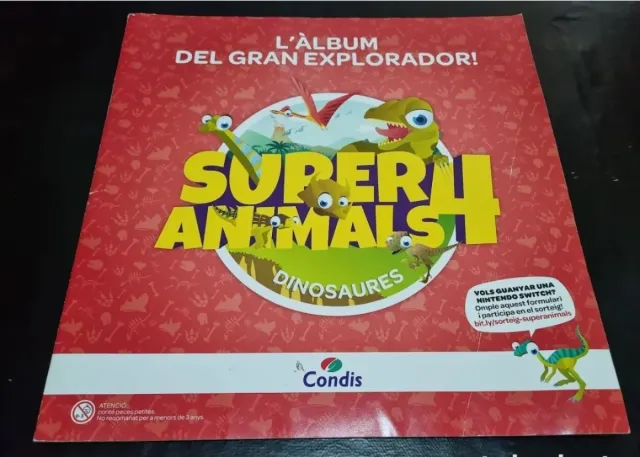 L'ÀLBUM
DEL GRAN EXPLORADOR!
SUPER
ANIMALS 4
DINOSAURES
VOLS GUANYAR UNA
NINTENDO SWITCH?
Omple aquest formulari
i participa en el sorteig!
bit.ly/sorteig-superanimals
Condis
ATENCIÓ:
conté peces petites.
No recomanat per a menors de 3 anys.